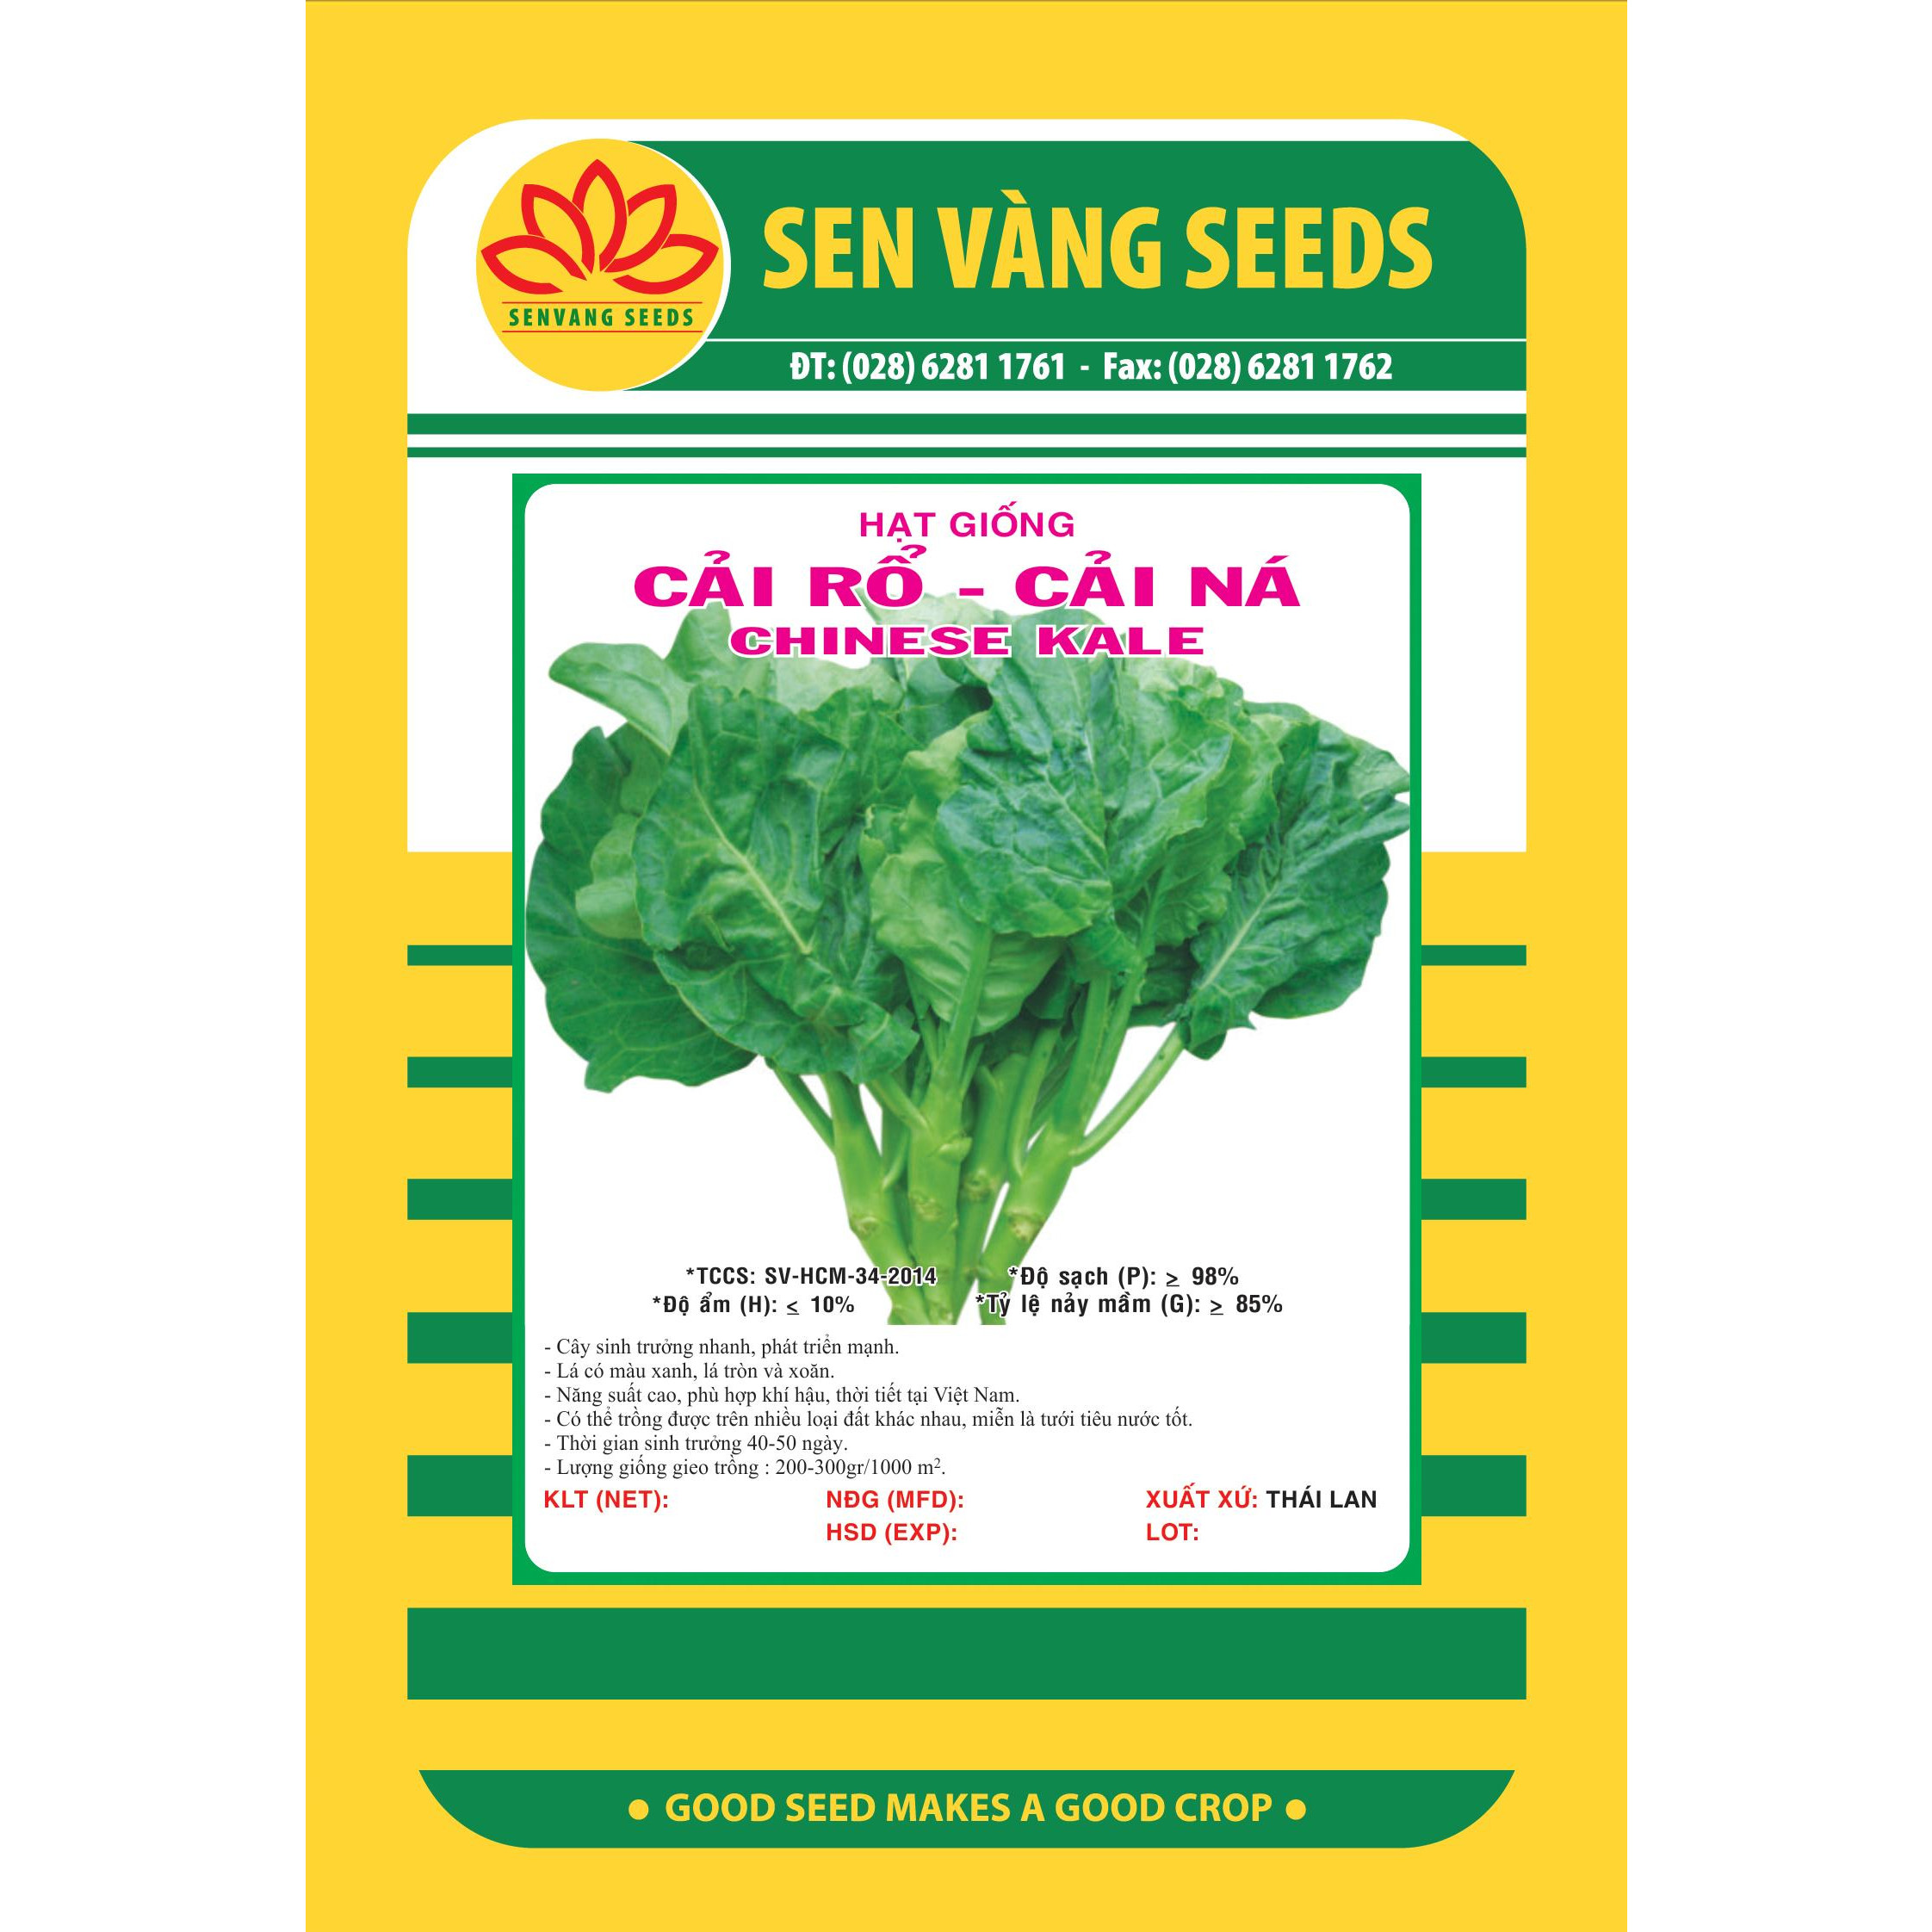 SENVANG SEEDS
SEN VÀNG SEEDS
ĐT: (028) 6281 1761 - Fax: (028) 6281 1762
HẠT GIỐNG
CẢI RỔ - CẢI NÁ
CHINESE KALE
*TCCS: SV-HCM-34-2014 *Độ sạch (P): ≥ 98%
*Độ ẩm (H): ≤ 10% *Tỷ lệ nảy mầm (G): ≥ 85%
- Cây sinh trưởng nhanh, phát triển mạnh.
- Lá có màu xanh, lá tròn và xoăn.
- Năng suất cao, phù hợp khí hậu, thời tiết tại Việt Nam.
- Có thể trồng được trên nhiều loại đất khác nhau, miễn là tưới tiêu nước tốt.
- Thời gian sinh trưởng 40-50 ngày.
- Lượng giống gieo trồng : 200-300gr/1000 m².
KLT (NET): NĐG (MFD): XUẤT XỨ: THÁI LAN
HSD (EXP): LOT:
• GOOD SEED MAKES A GOOD CROP •